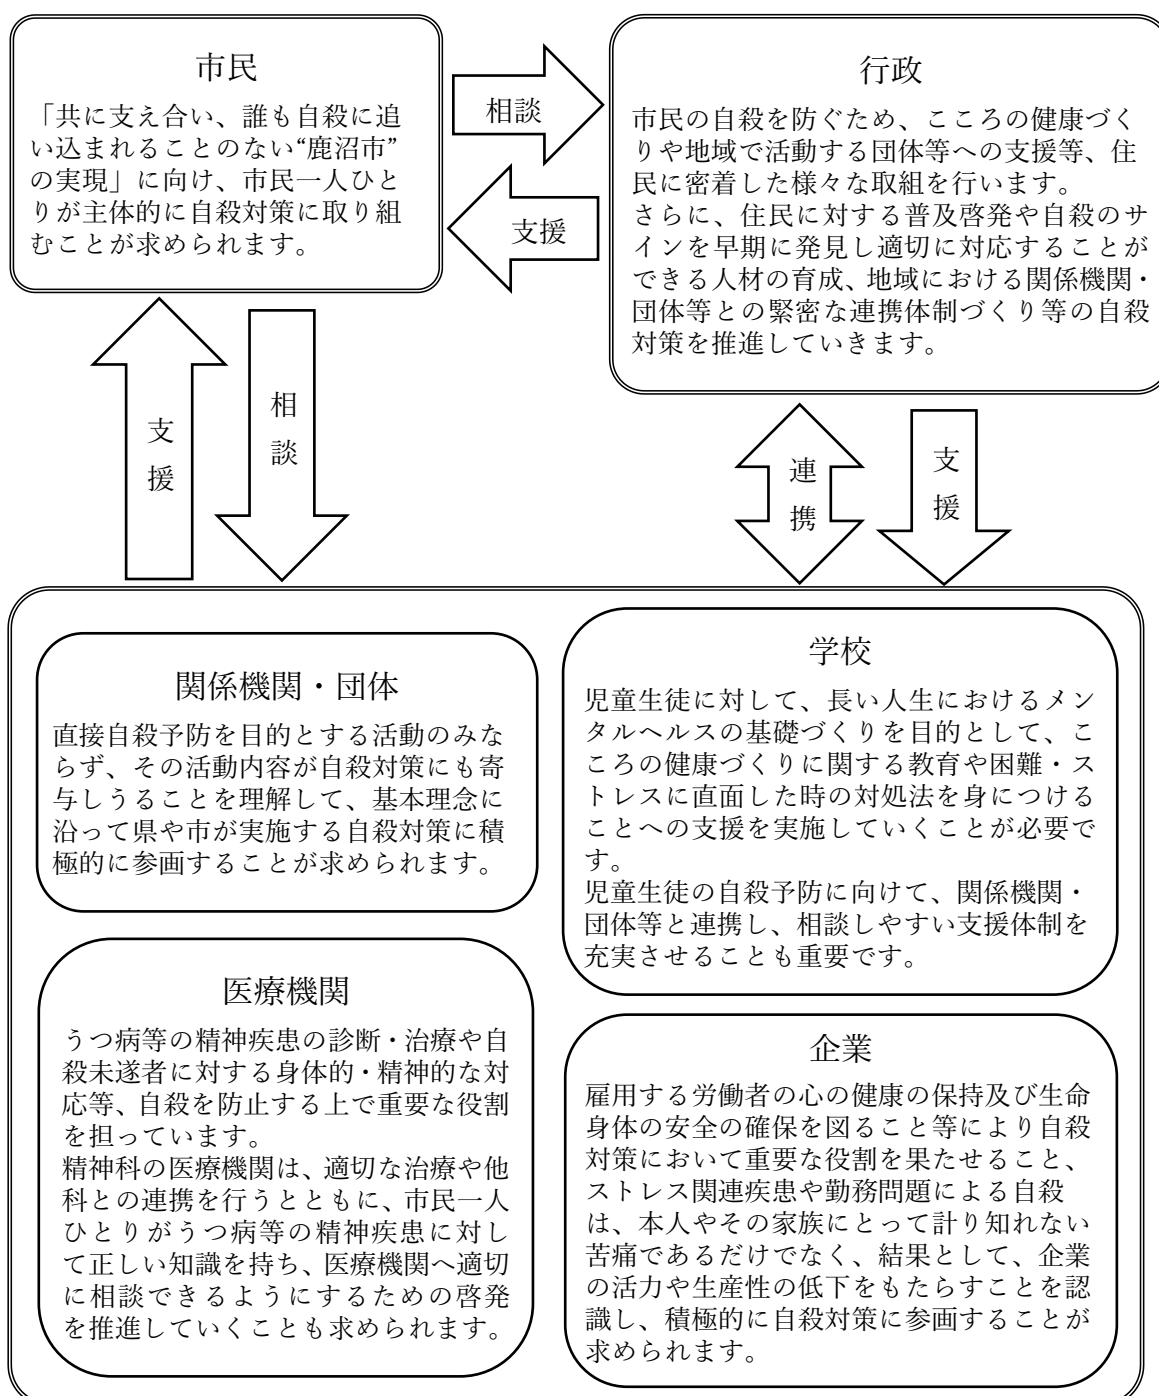 市民
「共に支え合い、誰も自殺に追
い込まれることのない“鹿沼市”
の実現」に向け、市民一人ひと
りが主体的に自殺対策に取り組
むことが求められます。
相談
支援
行政
市民の自殺を防ぐため、こころの健康づく
りや地域で活動する団体等への支援等、住
民に密着した様々な取組を行います。
さらに、住民に対する普及啓発や自殺のサ
インを早期に発見し適切に対応することが
できる人材の育成、地域における関係機関・
団体等との緊密な連携体制づくり等の自殺
対策を推進していきます。
支援
相談
連携
支援
関係機関・団体
直接自殺予防を目的とする活動のみな
らず、その活動内容が自殺対策にも寄
与しうることを理解して、基本理念に
沿って県や市が実施する自殺対策に積
極的に参画することが求められます。
学校
児童生徒に対して、長い人生におけるメン
タルヘルスの基礎づくりを目的として、こ
ころの健康づくりに関する教育や困難・ス
トレスに直面した時の対処法を身につける
ことへの支援を実施していくことが必要で
す。
児童生徒の自殺予防に向けて、関係機関・
団体等と連携し、相談しやすい支援体制を
充実させることも重要です。
医療機関
うつ病等の精神疾患の診断・治療や自
殺未遂者に対する身体的・精神的な対
応等、自殺を防止する上で重要な役割
を担っています。
精神科の医療機関は、適切な治療や他
科との連携を行うとともに、市民一人
ひとりがうつ病等の精神疾患に対し
て正しい知識を持ち、医療機関へ適切
に相談できるようにするための啓発
を推進していくことも求められます。
企業
雇用する労働者の心の健康の保持及び生命
身体の安全の確保を図ること等により自殺
対策において重要な役割を果たせること、
ストレス関連疾患や勤務問題による自殺
は、本人やその家族にとって計り知れない
苦痛であるだけでなく、結果として、企業
の活力や生産性の低下をもたらすことを認
識し、積極的に自殺対策に参画することが
求められます。